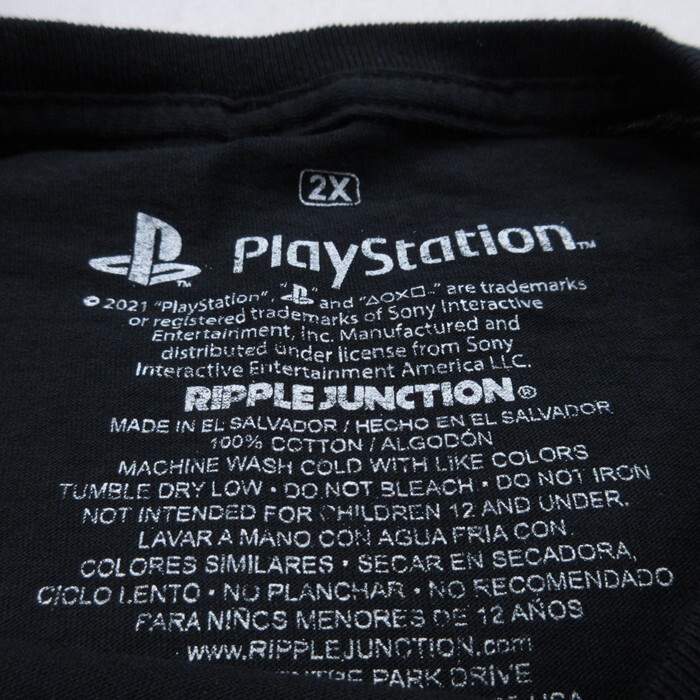 2X
PlayStation™
© 2021 "PlayStation", "PS" and "△○✕□" are trademarks
or registered trademarks of Sony Interactive
Entertainment, Inc. Manufactured and
distributed under license from Sony
Interactive Entertainment America LLC.
RIPPLE JUNCTION®
MADE IN EL SALVADOR / HECHO EN EL SALVADOR
100% COTTON / ALGODÓN
MACHINE WASH COLD WITH LIKE COLORS
TUMBLE DRY LOW • DO NOT BLEACH • DO NOT IRON
NOT INTENDED FOR CHILDREN 12 AND UNDER.
LAVAR A MANO CON AGUA FRIA CON
COLORES SIMILARES • SECAR EN SECADORA,
CICLO LENTO • NO PLANCHAR • NO RECOMENDADO
PARA NIÑOS MENORES DE 12 AÑOS
www.RIPPLEJUNCTION.com
PARK DRIVE
USA